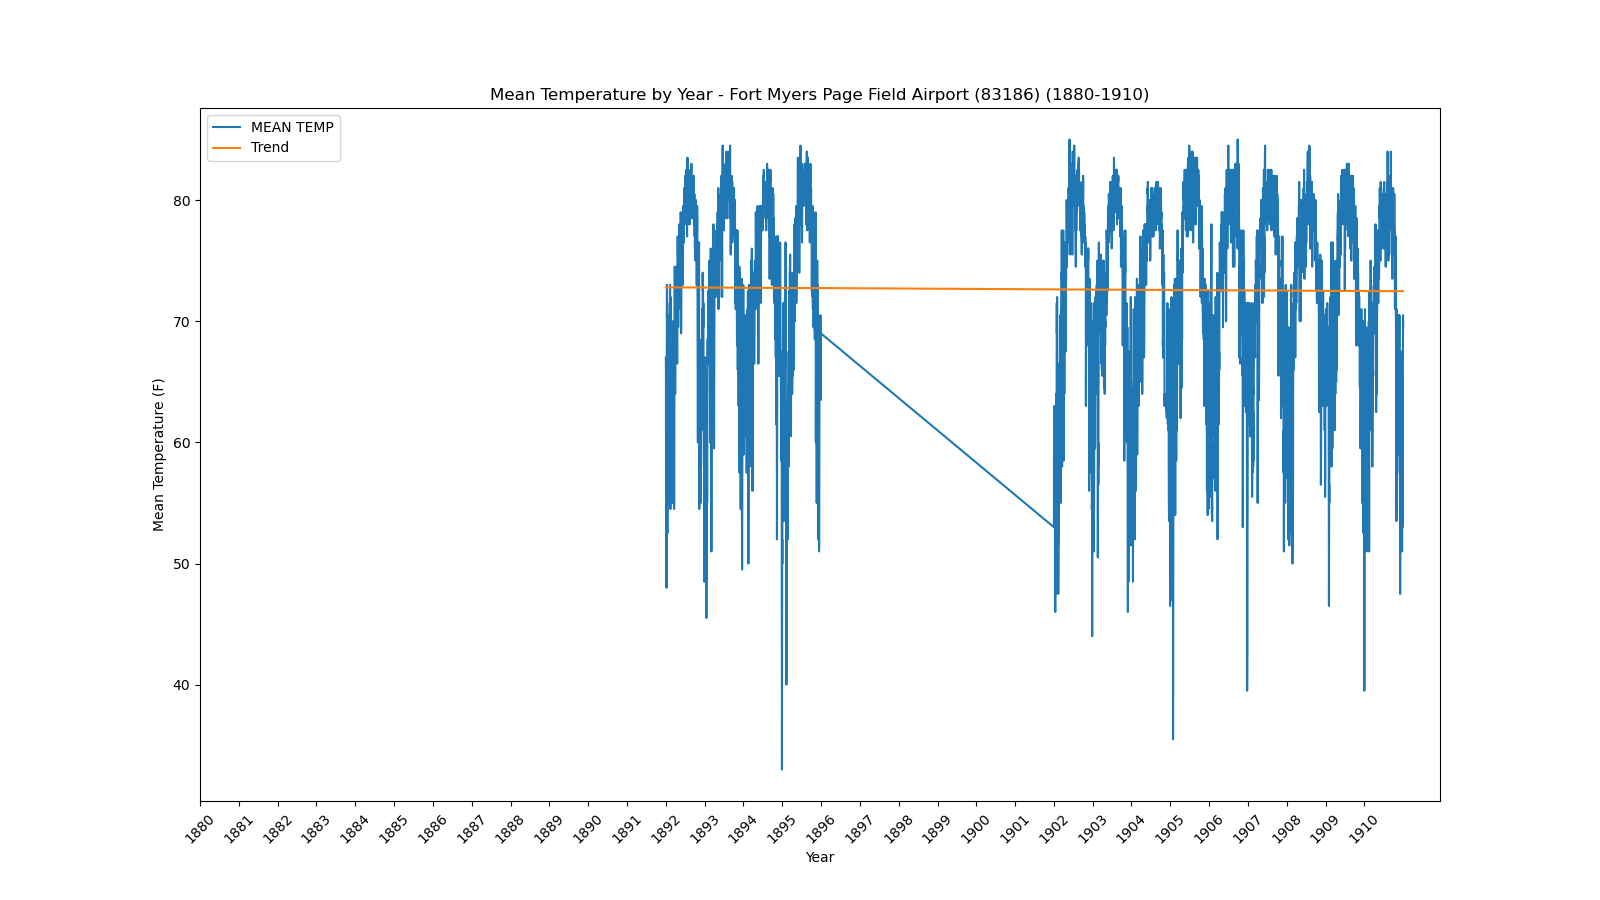 Mean Temperature by Year - Fort Myers Page Field Airport (83186) (1880-1910)
MEAN TEMP
Trend
80
70
60
50
40
Mean Temperature (F)
1880 1881 1882 1883 1884 1885 1886 1887 1888 1889 1890 1891 1892 1893 1894 1895 1896 1897 1898 1899 1900 1901 1902 1903 1904 1905 1906 1907 1908 1909 1910
Year